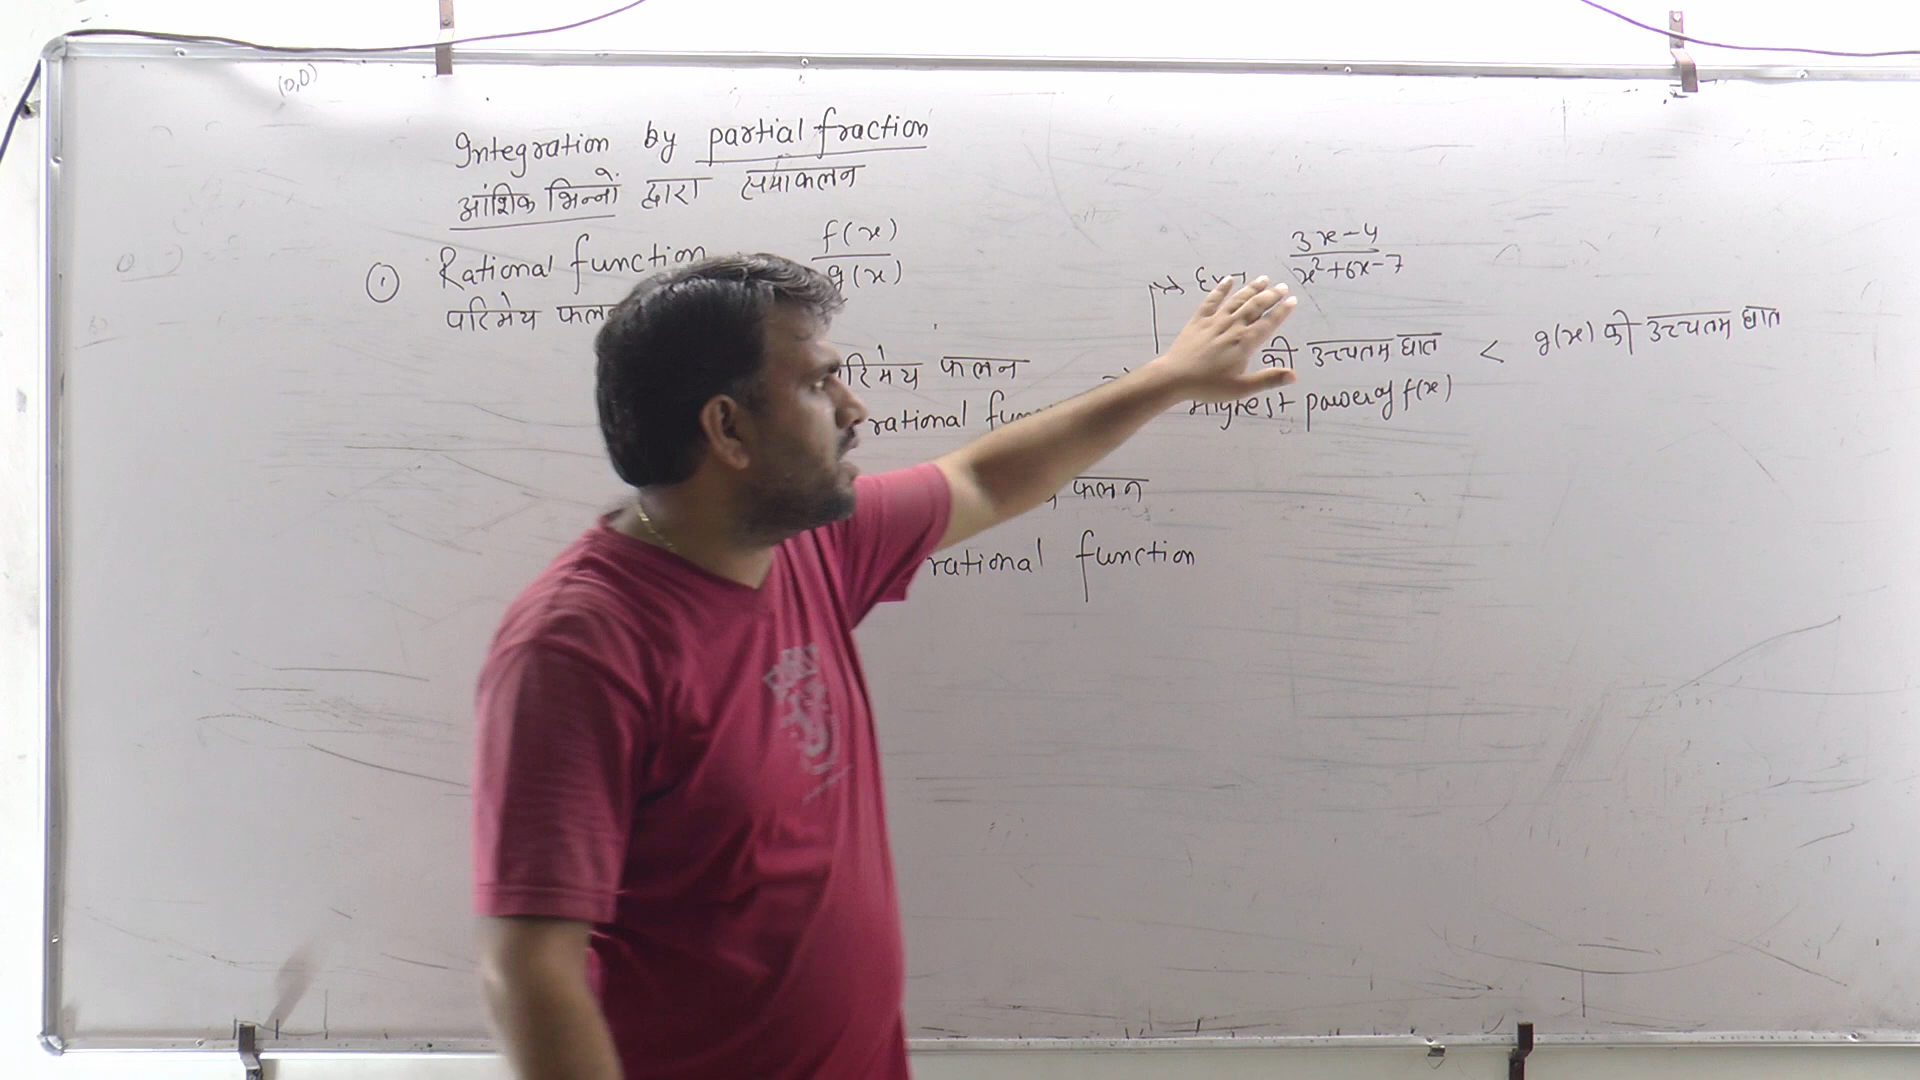 (0,0)
Integration by partial fraction
आंशिक भिन्नों द्वारा समाकलन
① Rational function f(x)/g(x)
परिमेय फलन
परिमेय फलन
rational
फलन
rational function
3x-4/x²+6x-7
की उच्चतम घात < g(x) की उच्चतम घात
Highest power of f(x)